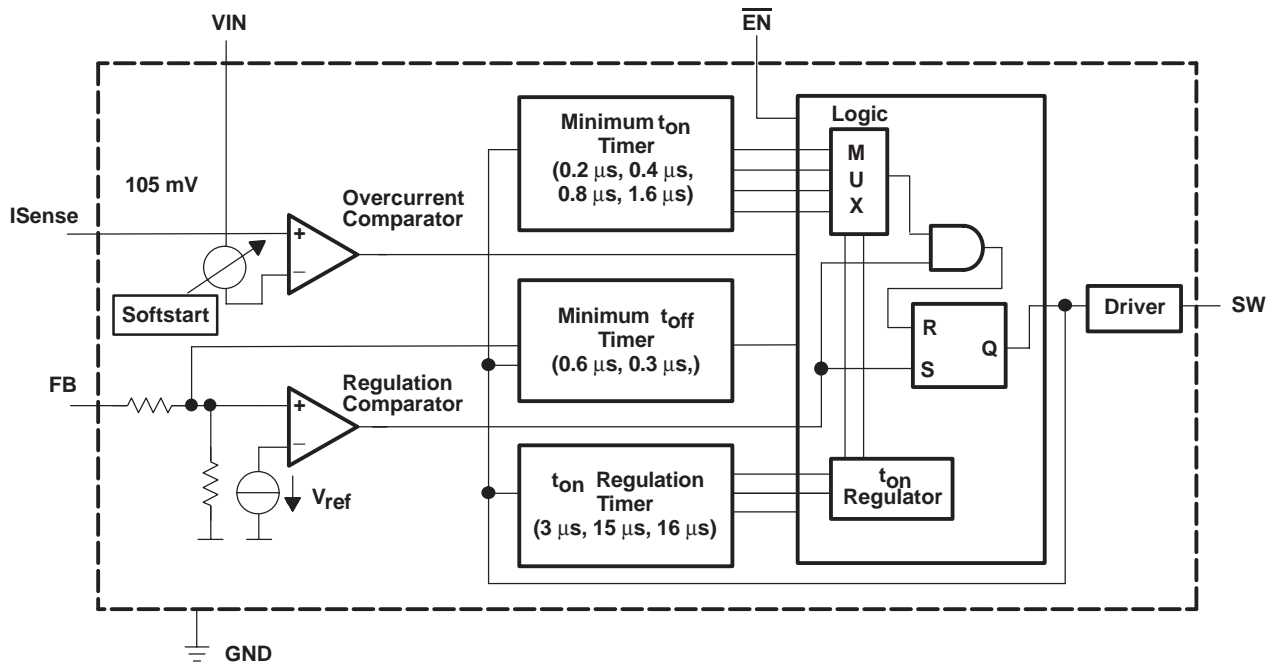 VIN
EN
Minimum ton
Timer
(0.2 μs, 0.4 μs,
0.8 μs, 1.6 μs)
Logic
M
U
X
105 mV
Overcurrent
Comparator
ISense
+
−
Softstart
Minimum toff
Timer
(0.6 μs, 0.3 μs,)
R
S
Q
Driver
SW
FB
Regulation
Comparator
+
−
Vref
ton Regulation
Timer
(3 μs, 15 μs, 16 μs)
ton
Regulator
GND